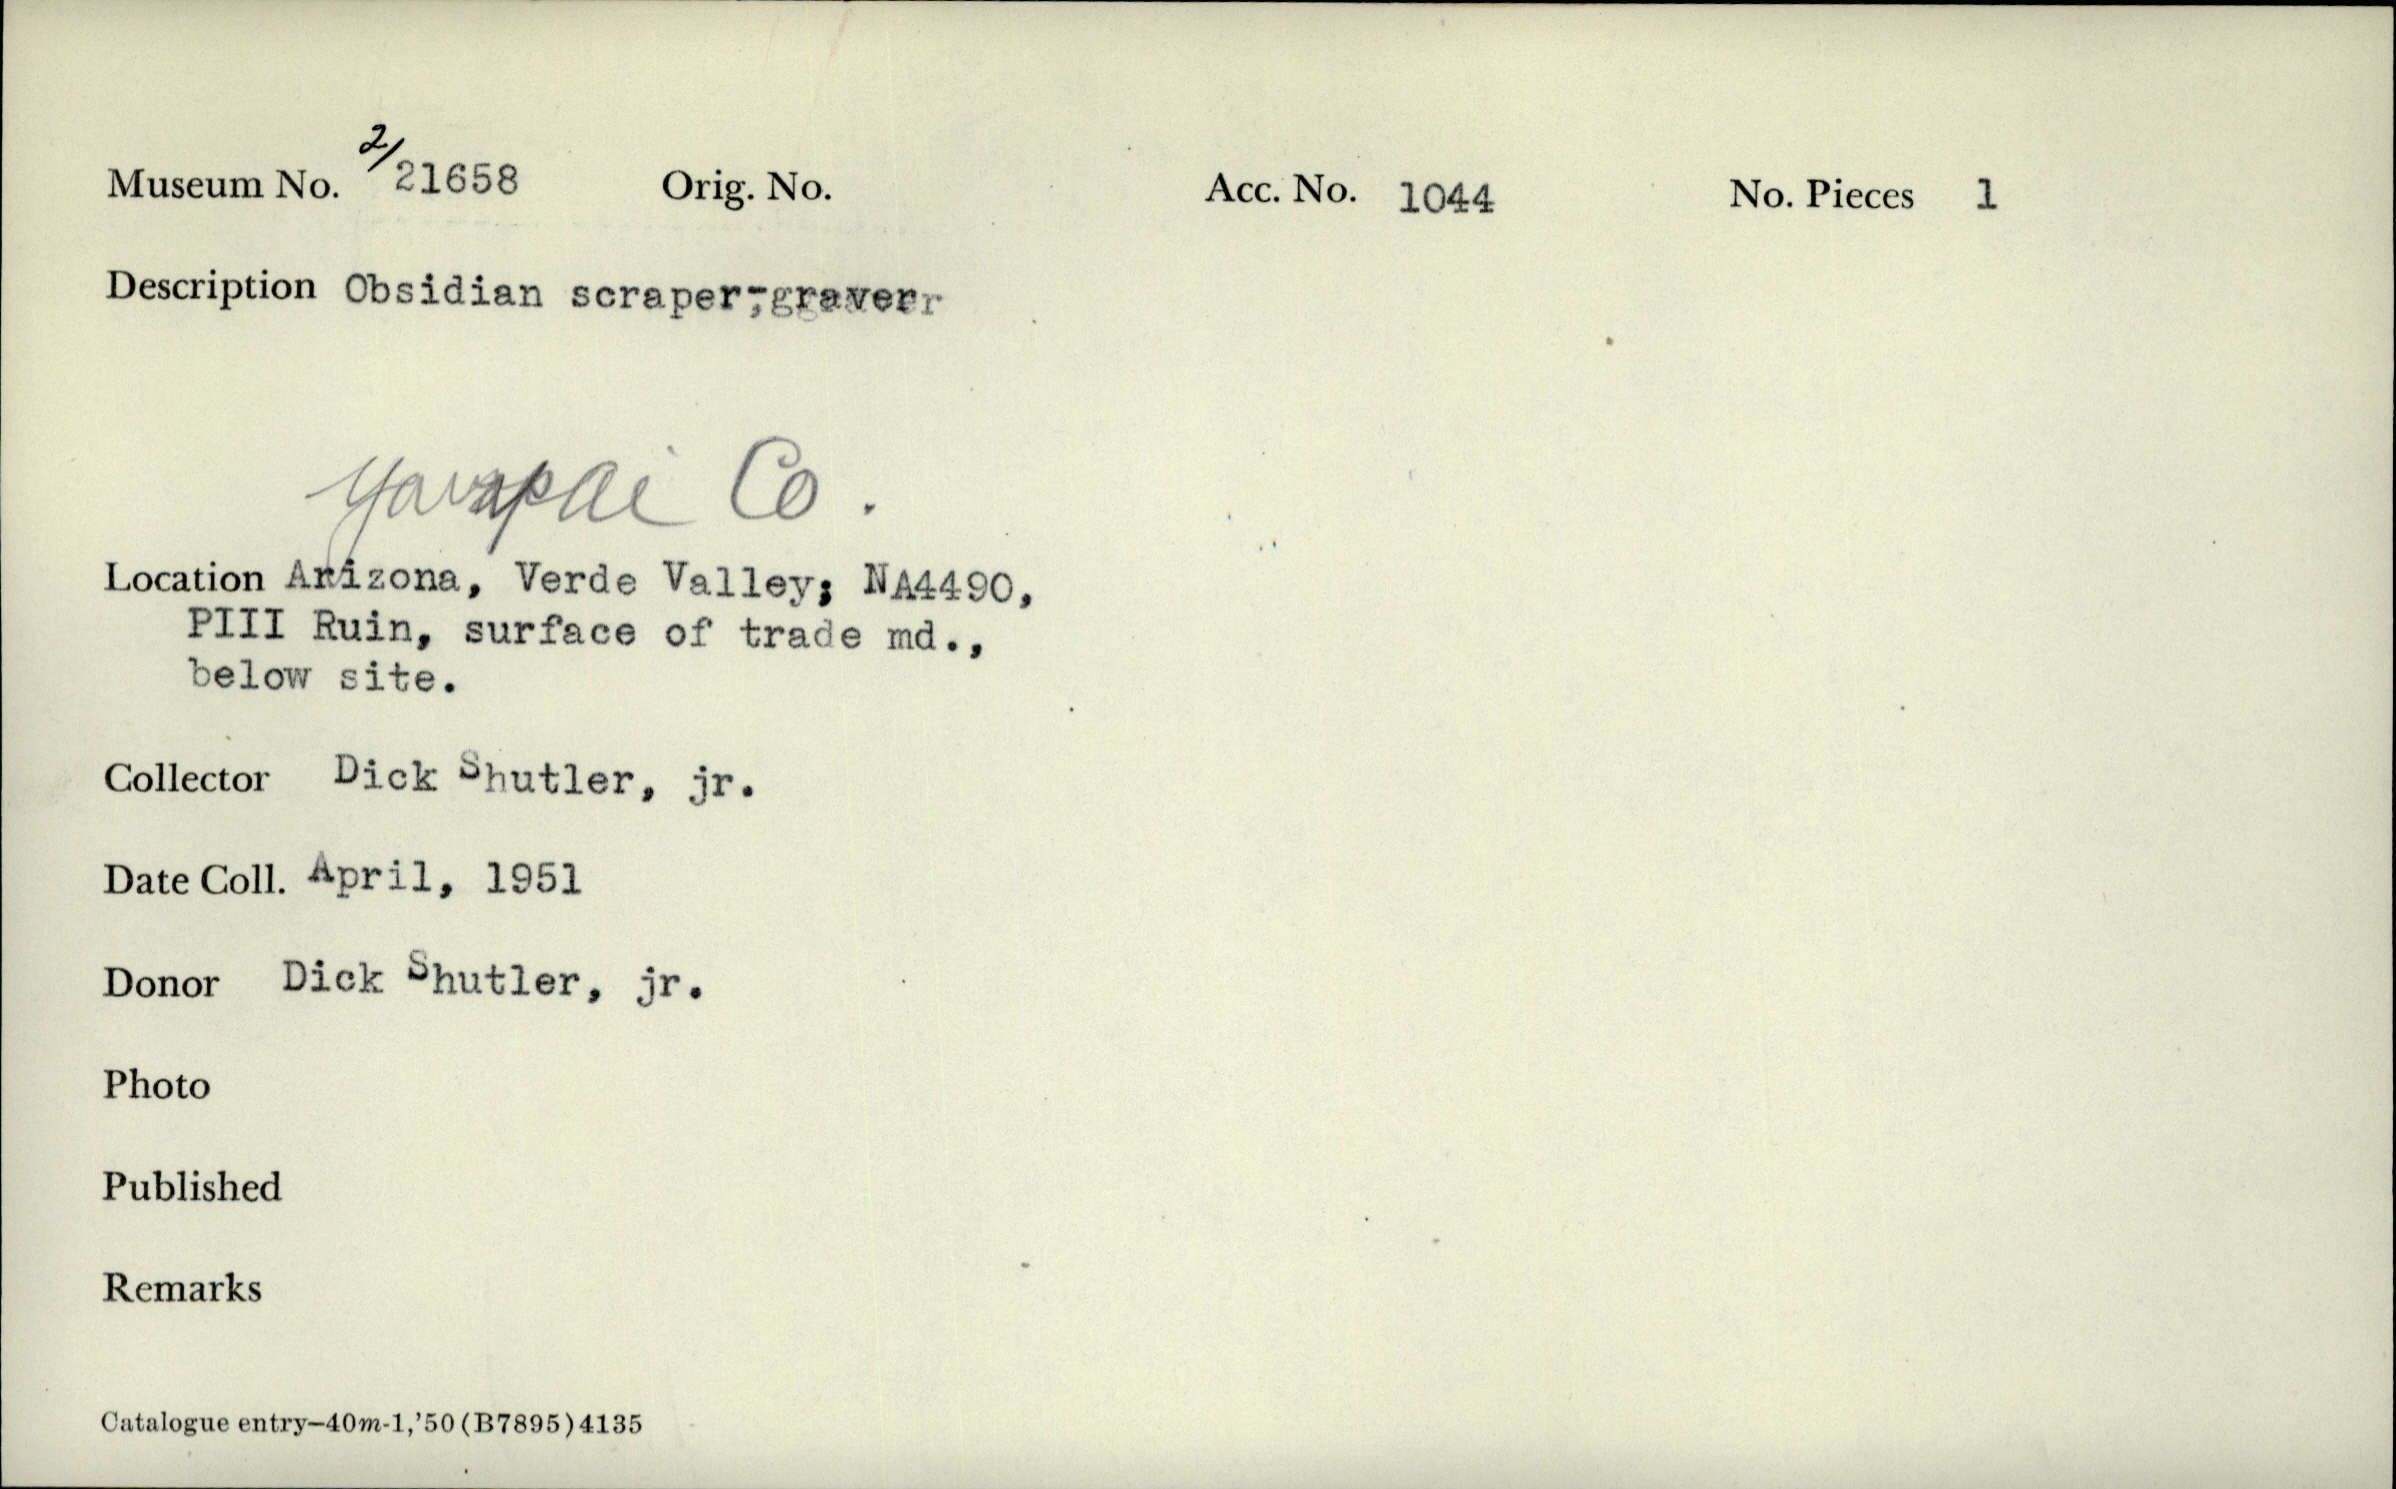 Museum No. 2/21658 Orig. No. Acc. No. 1044 No. Pieces 1
Description Obsidian scraper-graver
Yavapai Co.
Location Arizona, Verde Valley; NA4490,
PIII Ruin, surface of trade md.,
below site.
Collector Dick Shutler, jr.
Date Coll. April, 1951
Donor Dick Shutler, jr.
Photo
Published
Remarks
Catalogue entry—40m-1,'50(B7895)4135